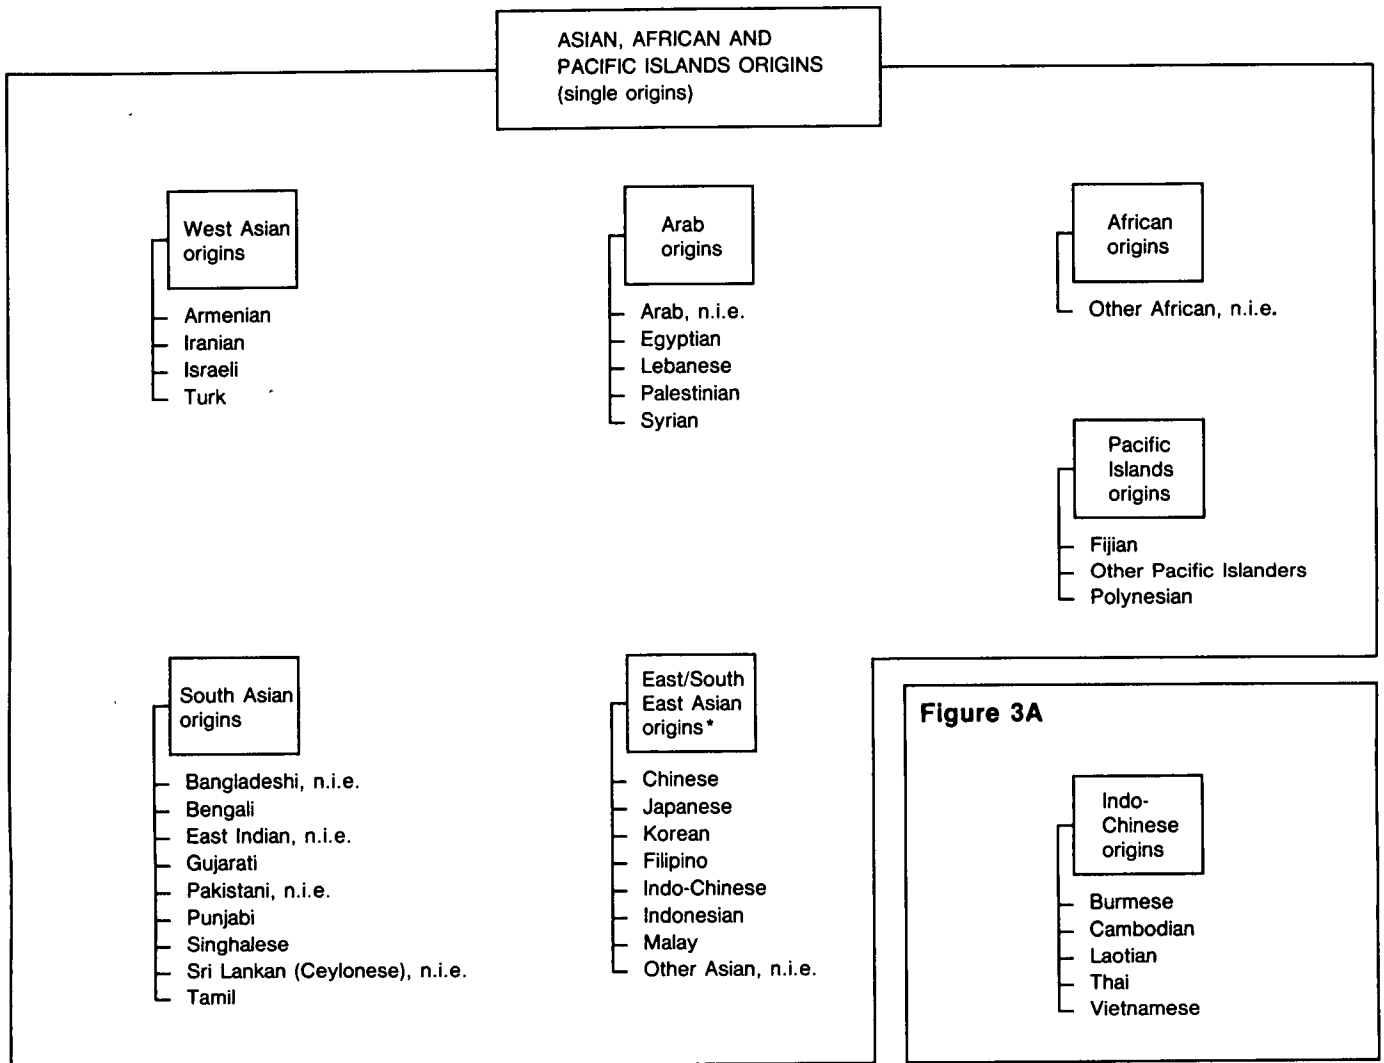 ASIAN, AFRICAN AND
PACIFIC ISLANDS ORIGINS
(single origins)
West Asian
origins
Armenian
Iranian
Israeli
Turk
Arab
origins
Arab, n.i.e.
Egyptian
Lebanese
Palestinian
Syrian
African
origins
Other African, n.i.e.
Pacific
Islands
origins
Fijian
Other Pacific Islanders
Polynesian
South Asian
origins
Bangladeshi, n.i.e.
Bengali
East Indian, n.i.e.
Gujarati
Pakistani, n.i.e.
Punjabi
Singhalese
Sri Lankan (Ceylonese), n.i.e.
Tamil
East/South
East Asian
origins*
Chinese
Japanese
Korean
Filipino
Indo-Chinese
Indonesian
Malay
Other Asian, n.i.e.
Figure 3A
Indo-
Chinese
origins
Burmese
Cambodian
Laotian
Thai
Vietnamese